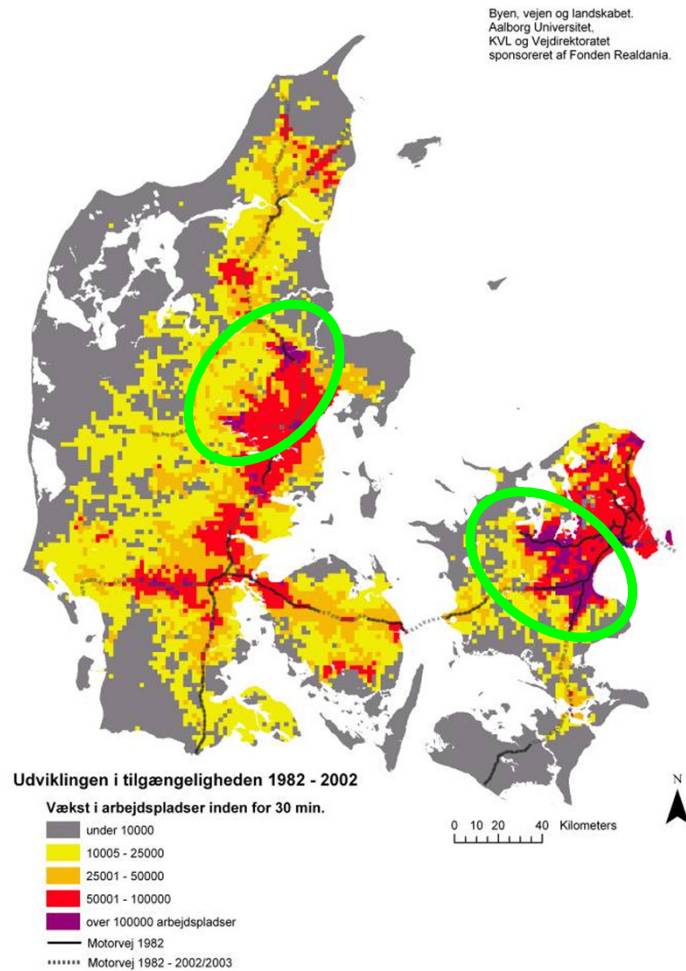 Byen, vejen og landskabet.
Aalborg Universitet,
KVL og Vejdirektoratet
sponsoreret af Fonden Realdania.
Udviklingen i tilgængeligheden 1982 - 2002
Vækst i arbejdspladser inden for 30 min.
under 10000
10005 - 25000
25001 - 50000
50001 - 100000
over 100000 arbejdspladser
Motorvej 1982
Motorvej 1982 - 2002/2003
N
0 10 20 40 Kilometers